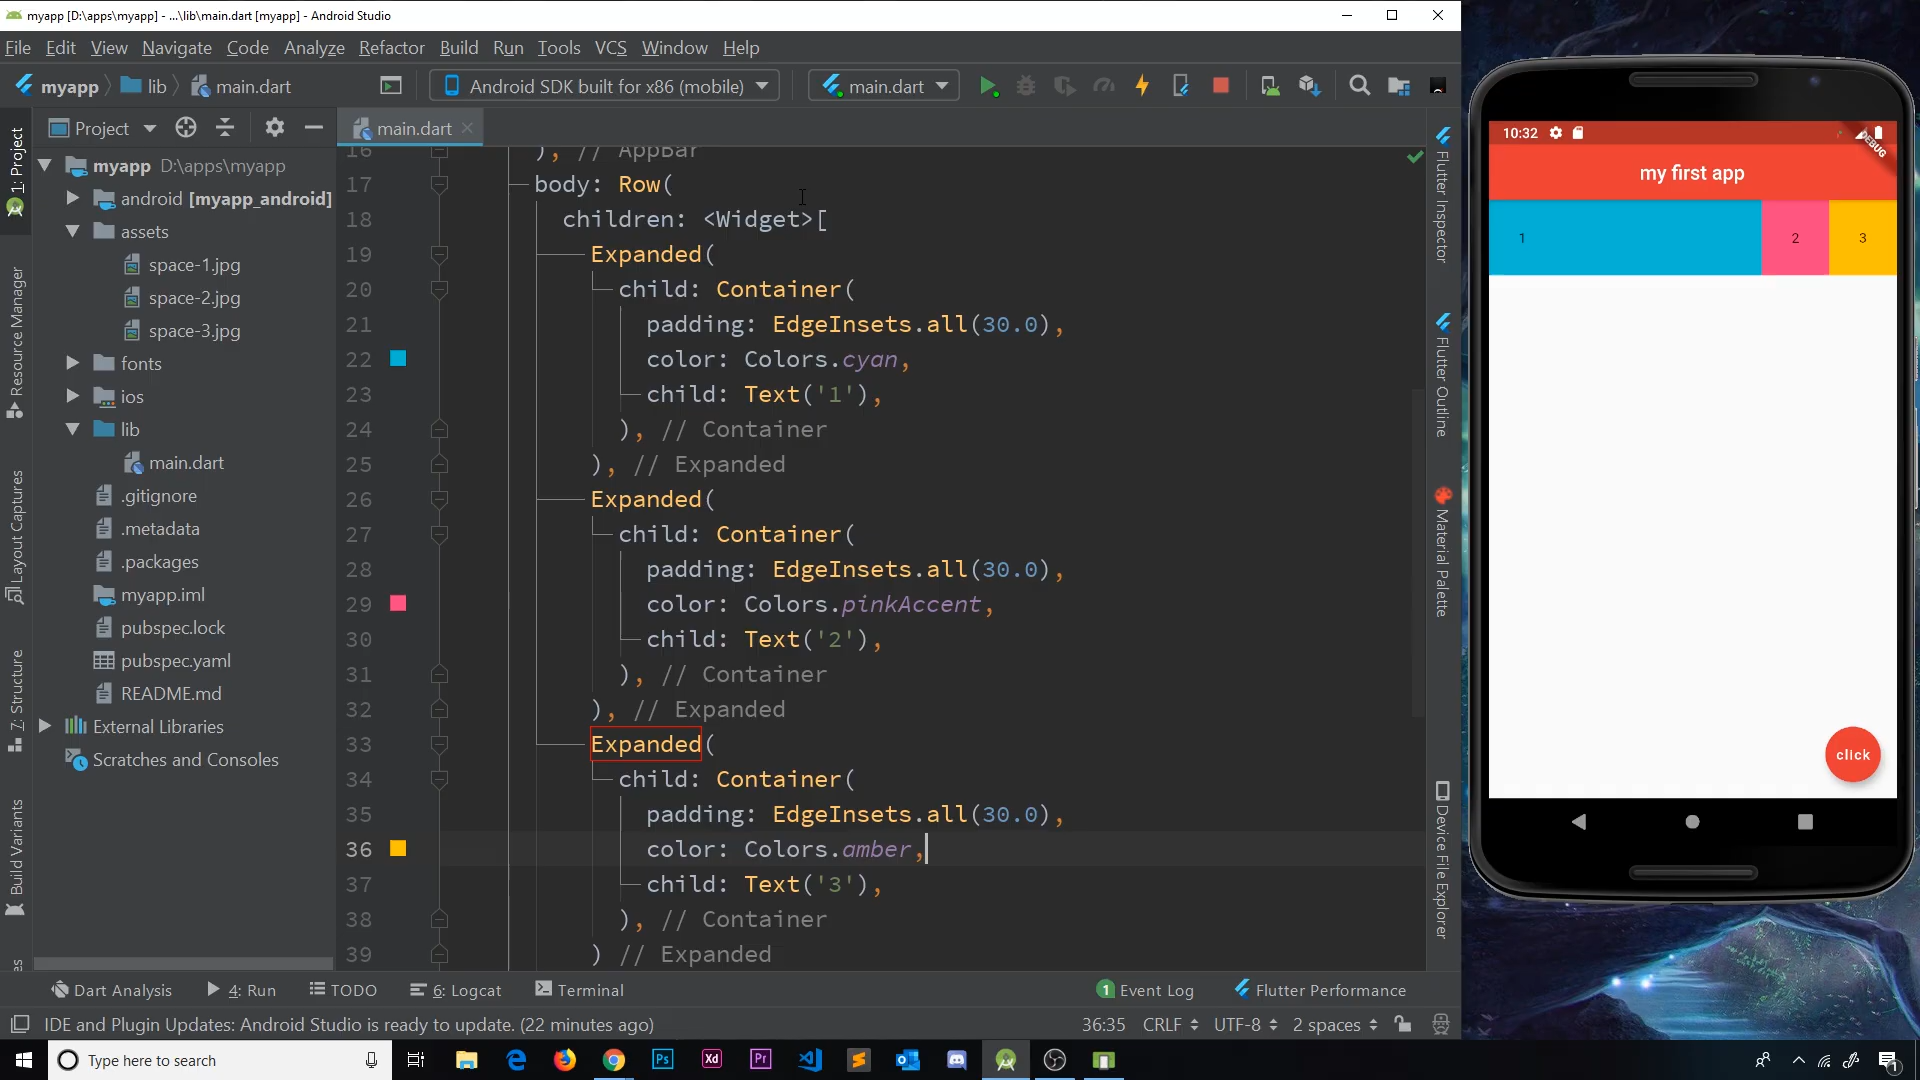 myapp [D:\apps\myapp] - ...\lib\main.dart [myapp] - Android Studio
File Edit View Navigate Code Analyze Refactor Build Run Tools VCS Window Help
myapp lib main.dart Android SDK built for x86 (mobile) main.dart
Project main.dart
1: Project
Resource Manager
Layout Captures
Z: Structure
Build Variants
myapp D:\apps\myapp
android [myapp_android]
assets
space-1.jpg
space-2.jpg
space-3.jpg
fonts
ios
lib
main.dart
.gitignore
.metadata
.packages
myapp.iml
pubspec.lock
pubspec.yaml
README.md
External Libraries
Scratches and Consoles
16 ), // AppBar
17 body: Row(
18 children: <Widget>[
19 Expanded(
20 child: Container(
21 padding: EdgeInsets.all(30.0),
22 color: Colors.cyan,
23 child: Text('1'),
24 ), // Container
25 ), // Expanded
26 Expanded(
27 child: Container(
28 padding: EdgeInsets.all(30.0),
29 color: Colors.pinkAccent,
30 child: Text('2'),
31 ), // Container
32 ), // Expanded
33 Expanded(
34 child: Container(
35 padding: EdgeInsets.all(30.0),
36 color: Colors.amber,
37 child: Text('3'),
38 ), // Container
39 ) // Expanded
Flutter Inspector
Flutter Outline
Material Palette
Device File Explorer
10:32
DEBUG
my first app
1 2 3
click
Dart Analysis 4: Run TODO 6: Logcat Terminal 1 Event Log Flutter Performance
IDE and Plugin Updates: Android Studio is ready to update. (22 minutes ago) 36:35 CRLF UTF-8 2 spaces
Type here to search Ps Xd Pr 1